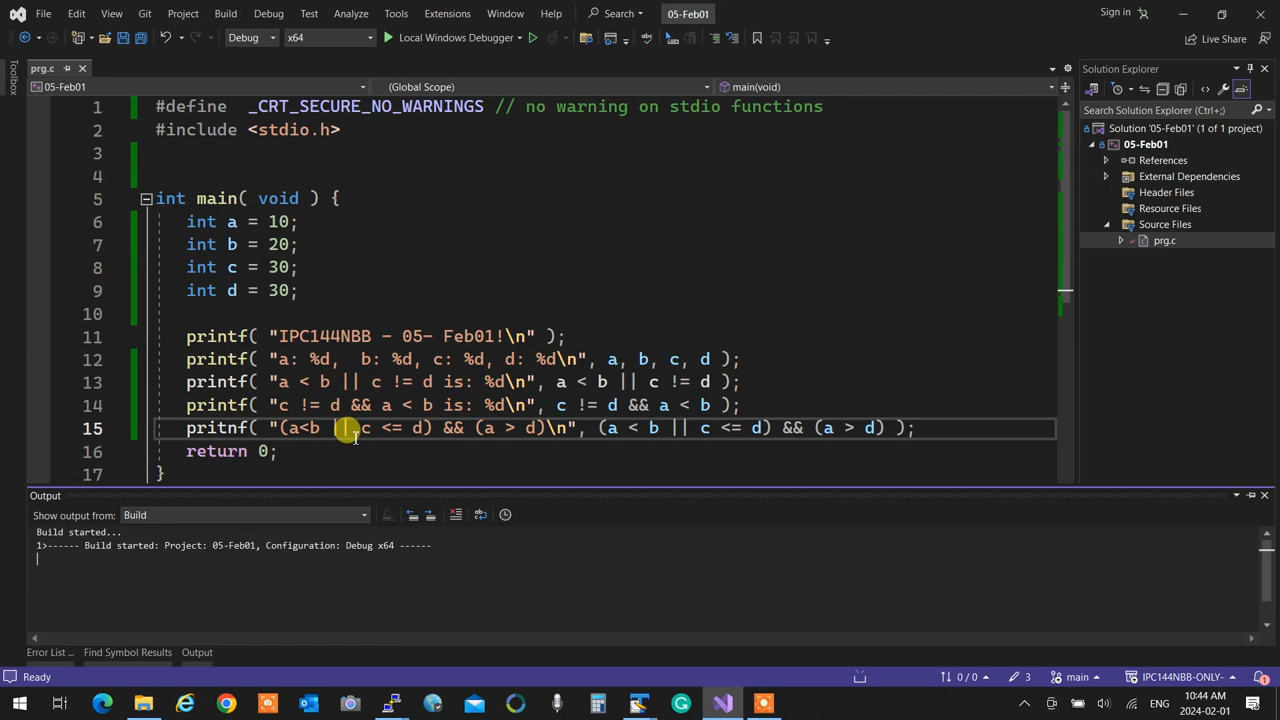 File Edit View Git Project Build Debug Test Analyze Tools Extensions Window Help Search 05-Feb01 Sign in
Debug x64 Local Windows Debugger Live Share
Toolbox
prg.c
05-Feb01 (Global Scope) main(void)
1 #define _CRT_SECURE_NO_WARNINGS // no warning on stdio functions
2 #include <stdio.h>
3
4
5 int main( void ) {
6 int a = 10;
7 int b = 20;
8 int c = 30;
9 int d = 30;
10
11 printf( "IPC144NBB - 05- Feb01!\n" );
12 printf( "a: %d,  b: %d, c: %d, d: %d\n", a, b, c, d );
13 printf( "a < b || c != d is: %d\n", a < b || c != d );
14 printf( "c != d && a < b is: %d\n", c != d && a < b );
15 pritnf( "(a<b || c <= d) && (a > d)\n", (a < b || c <= d) && (a > d) );
16 return 0;
17 }
Solution Explorer
Search Solution Explorer (Ctrl+;)
Solution '05-Feb01' (1 of 1 project)
05-Feb01
References
External Dependencies
Header Files
Resource Files
Source Files
prg.c
Output
Show output from: Build
Build started...
1>------ Build started: Project: 05-Feb01, Configuration: Debug x64 ------
Error List ... Find Symbol Results Output
Ready 0 / 0 3 main IPC144NBB-ONLY- 1
ENG 10:44 AM
2024-02-01